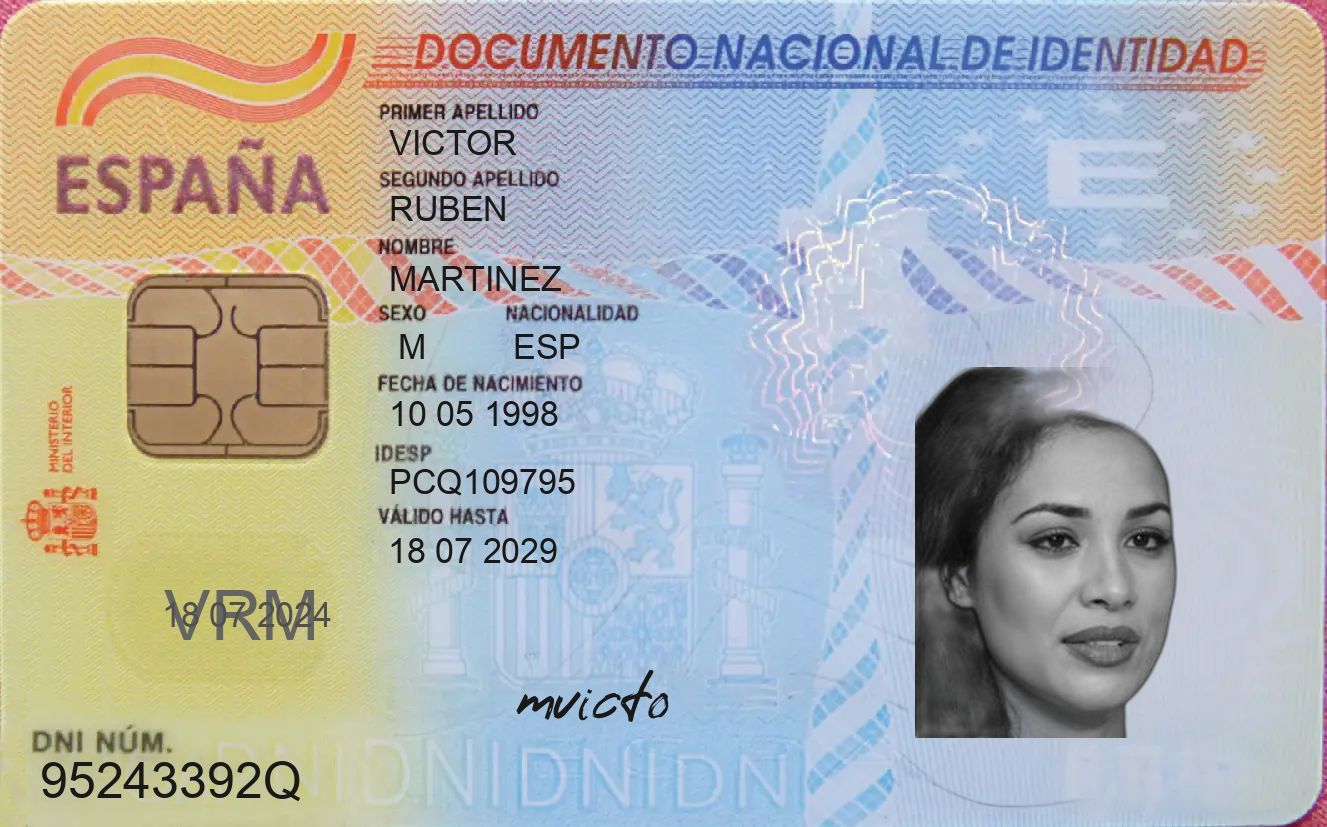 DOCUMENTO NACIONAL DE IDENTIDAD
ESPAÑA
PRIMER APELLIDO
VICTOR
SEGUNDO APELLIDO
RUBEN
NOMBRE
MARTINEZ
SEXO NACIONALIDAD
M ESP
FECHA DE NACIMIENTO
10 05 1998
IDESP
PCQ109795
VÁLIDO HASTA
18 07 2029
MINISTERIO
DEL INTERIOR
E
VRM
18 07 2024
mvicto
DNI NÚM.
95243392Q
DNIDNIDNIDNI